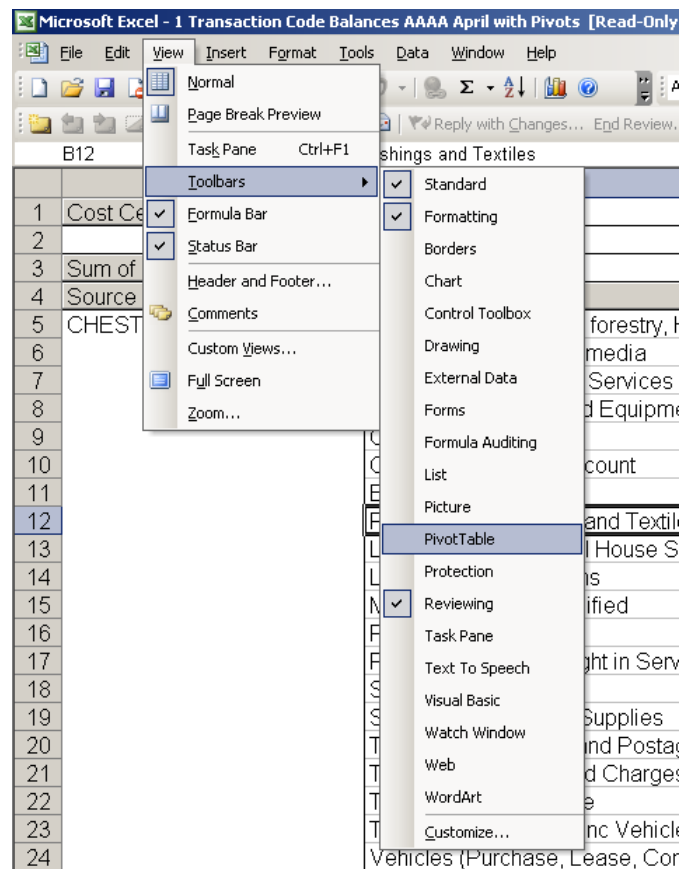 Microsoft Excel - 1 Transaction Code Balances AAAA April with Pivots [Read-Only
File Edit View Insert Format Tools Data Window Help
Reply with Changes... End Review.
B12 shings and Textiles
Normal
Page Break Preview
Task Pane Ctrl+F1
Toolbars
Formula Bar
Status Bar
Header and Footer...
Comments
Custom Views...
Full Screen
Zoom...
Standard
Formatting
Borders
Chart
Control Toolbox
Drawing
External Data
Forms
Formula Auditing
List
Picture
PivotTable
Protection
Reviewing
Task Pane
Text To Speech
Visual Basic
Watch Window
Web
WordArt
Customize...
1 Cost Ce
2
3 Sum of
4 Source
5 CHEST forestry, H
6 media
7 Services
8 d Equipme
9
10 count
11
12 and Textile
13 l House S
14 ns
15 ified
16
17 ght in Serv
18
19 Supplies
20 and Postag
21 d Charges
22 e
23 nc Vehicle
24 Vehicles (Purchase, Lease, Con